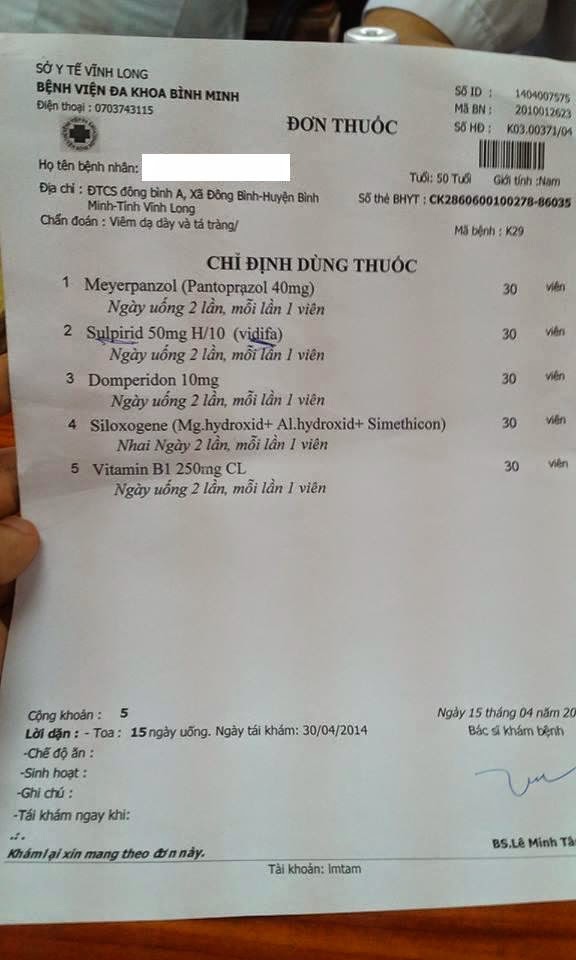 SỞ Y TẾ VĨNH LONG
BỆNH VIỆN ĐA KHOA BÌNH MINH
Điện thoại : 0703743115
Số ID : 1404007575
Mã BN : 2010012623
Số HĐ : K03.00371/04
ĐƠN THUỐC
Họ tên bệnh nhân:
Tuổi: 50 Tuổi Giới tính :Nam
Địa chỉ : ĐTCS đông bình A, Xã Đông Bình-Huyện Bình
Minh-Tỉnh Vĩnh Long
Số thẻ BHYT : CK2860600100278-86035
Chẩn đoán : Viêm dạ dày và tá tràng/
Mã bệnh : K29
CHỈ ĐỊNH DÙNG THUỐC
1 Meyerpanzol (Pantoprazol 40mg) 30 viên
Ngày uống 2 lần, mỗi lần 1 viên
2 Sulpirid 50mg H/10 (vidifa) 30 viên
Ngày uống 2 lần, mỗi lần 1 viên
3 Domperidon 10mg 30 viên
Ngày uống 2 lần, mỗi lần 1 viên
4 Siloxogene (Mg.hydroxid+ Al.hydroxid+ Simethicon) 30 viên
Nhai Ngày 2 lần, mỗi lần 1 viên
5 Vitamin B1 250mg CL 30 viên
Ngày uống 2 lần, mỗi lần 1 viên
Cộng khoản : 5
Ngày 15 tháng 04 năm 20
Lời dặn : - Toa : 15 ngày uống. Ngày tái khám: 30/04/2014
Bác sĩ khám bệnh
-Chế độ ăn :
-Sinh hoạt :
-Ghi chú :
-Tái khám ngay khi:
.:.
BS.Lê Minh Tâ
Khám lại xin mang theo đơn này.
Tài khoản: lmtam